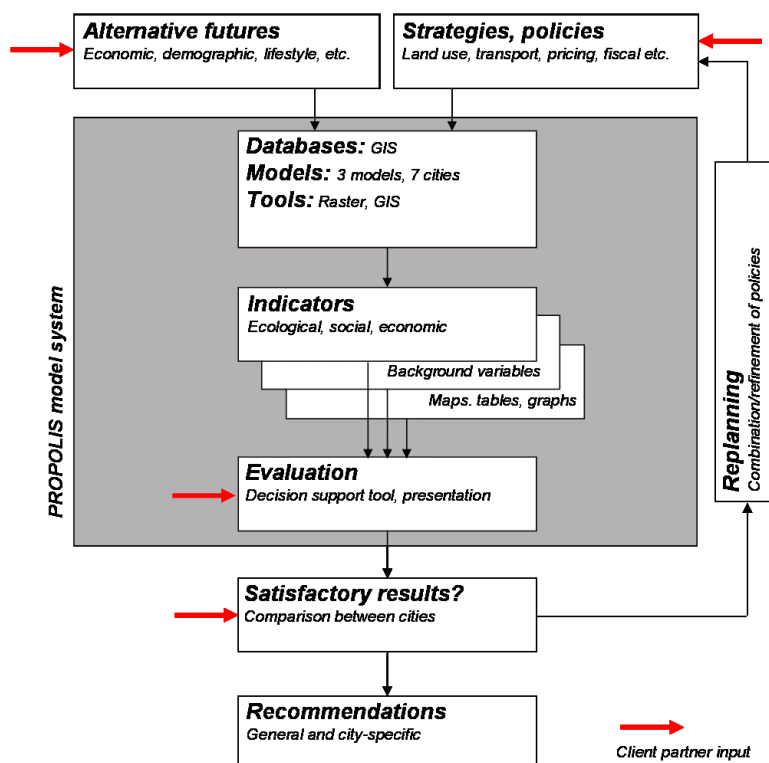 Alternative futures
Economic, demographic, lifestyle, etc.
Strategies, policies
Land use, transport, pricing, fiscal etc.
Databases: GIS
Models: 3 models, 7 cities
Tools: Raster, GIS
Indicators
Ecological, social, economic
Background variables
Maps. tables, graphs
Evaluation
Decision support tool, presentation
PROPOLIS model system
Replanning
Combination/refinement of policies
Satisfactory results?
Comparison between cities
Recommendations
General and city-specific
Client partner input